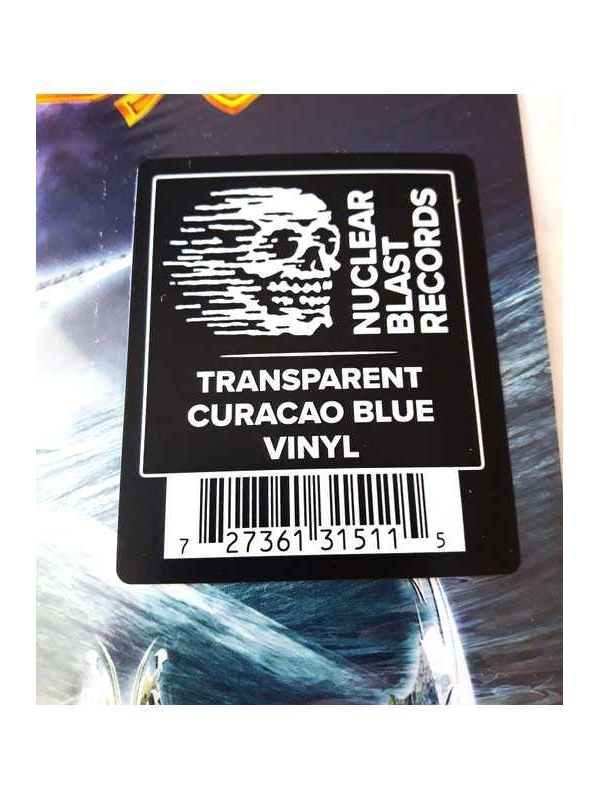 NUCLEAR
BLAST
RECORDS
TRANSPARENT
CURACAO BLUE
VINYL
7 27361 31511 5